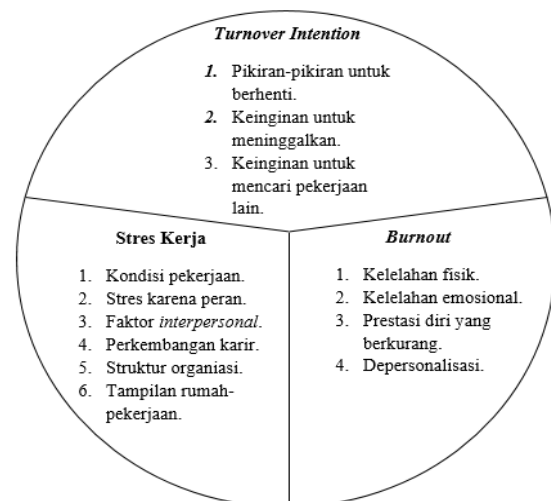 Turnover Intention
1. Pikiran-pikiran untuk
berhenti.
2. Keinginan untuk
meninggalkan.
3. Keinginan untuk
mencari pekerjaan
lain.
Stres Kerja
1. Kondisi pekerjaan.
2. Stres karena peran.
3. Faktor interpersonal.
4. Perkembangan karir.
5. Struktur organiasi.
6. Tampilan rumah-
pekerjaan.
Burnout
1. Kelelahan fisik.
2. Kelelahan emosional.
3. Prestasi diri yang
berkurang.
4. Depersonalisasi.